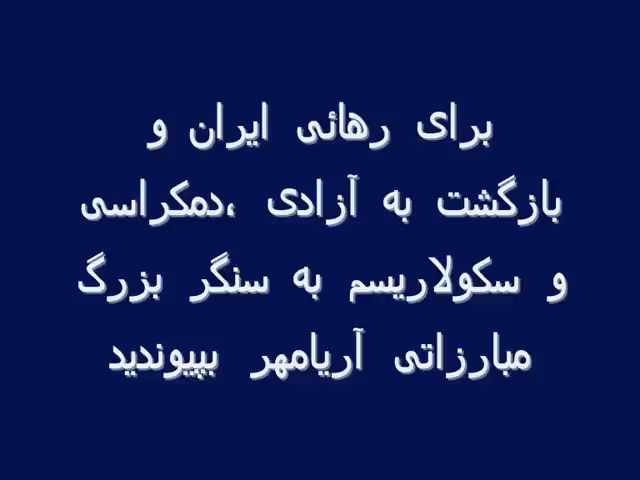 برای رهائی ایران و
بازگشت به آزادی ،دمکراسی
و سکولاریسم به سنگر بزرگ
مبارزاتی آریامهر بپیوندید